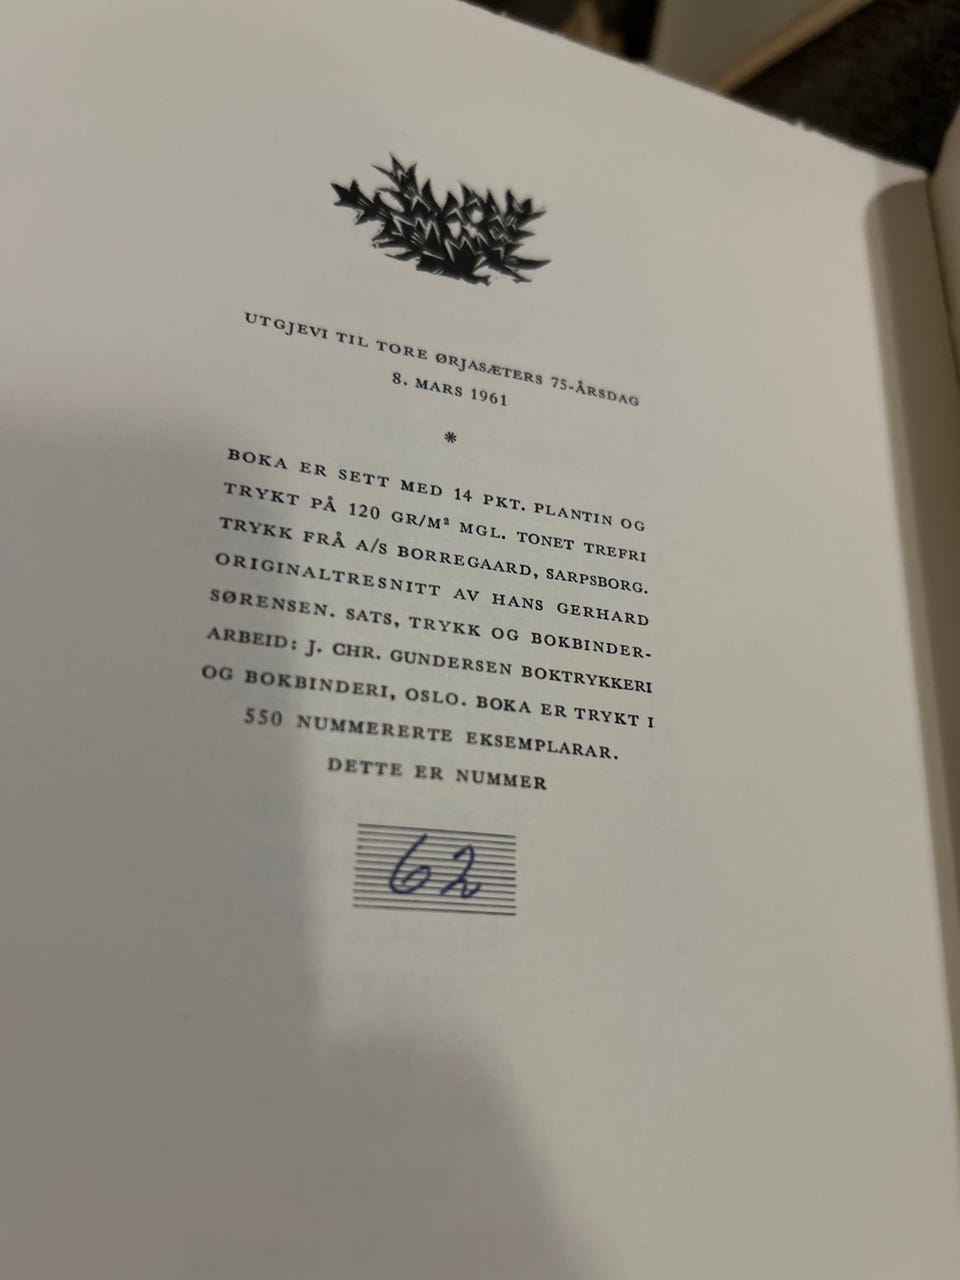 UTGJEVI TIL TORE ØRJASÆTERS 75-ÅRSDAG
8. MARS 1961
*
BOKA ER SETT MED 14 PKT. PLANTIN OG
TRYKT PÅ 120 GR/M² MGL. TONET TREFRI
TRYKK FRÅ A/S BORREGAARD, SARPSBORG.
ORIGINALTRESNITT AV HANS GERHARD
SØRENSEN. SATS, TRYKK OG BOKBINDER-
ARBEID: J. CHR. GUNDERSEN BOKTRYKKERI
OG BOKBINDERI, OSLO. BOKA ER TRYKT I
550 NUMMERERTE EKSEMPLARAR.
DETTE ER NUMMER
62